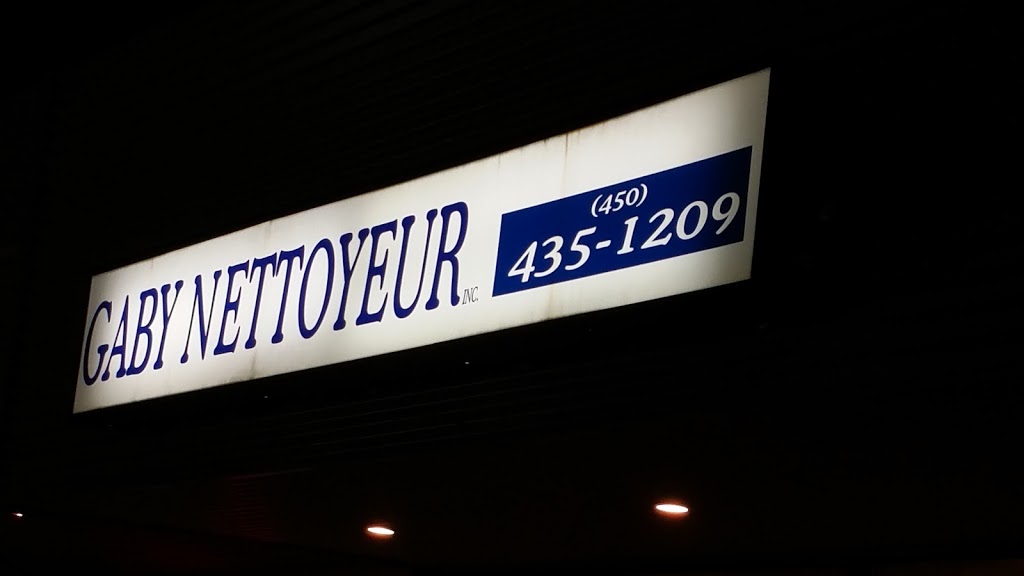 GABY NETTOYEUR INC.
(450)
435-1209